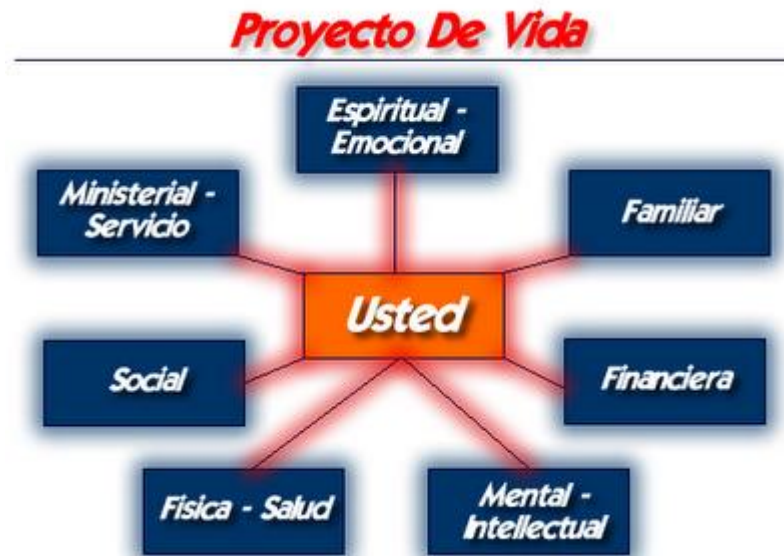 Proyecto De Vida
Espiritual -
Emocional
Ministerial -
Servicio
Familiar
Usted
Social
Financiera
Fisica - Salud
Mental -
Intellectual